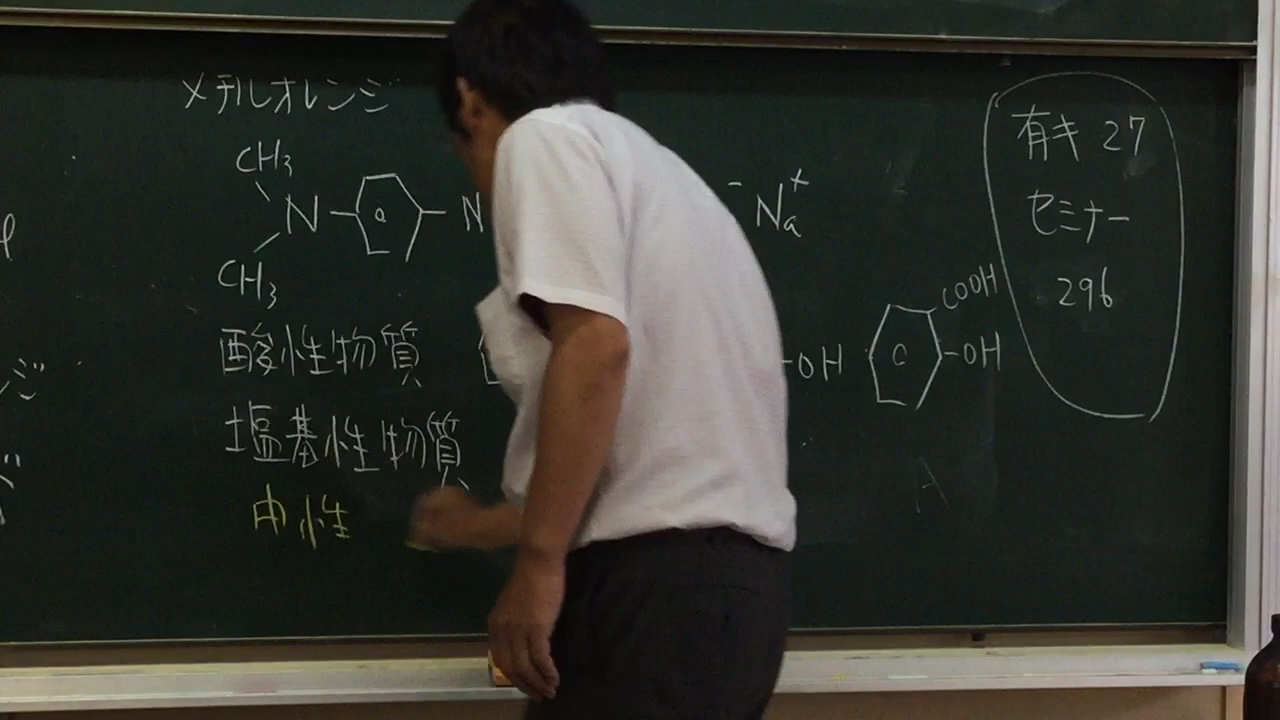 メチルオレンジ
CH3
N
N
CH3
Na+
酸性物質
塩基性物質
中性
COOH
OH
OH
有キ 27
セミナー
296
A